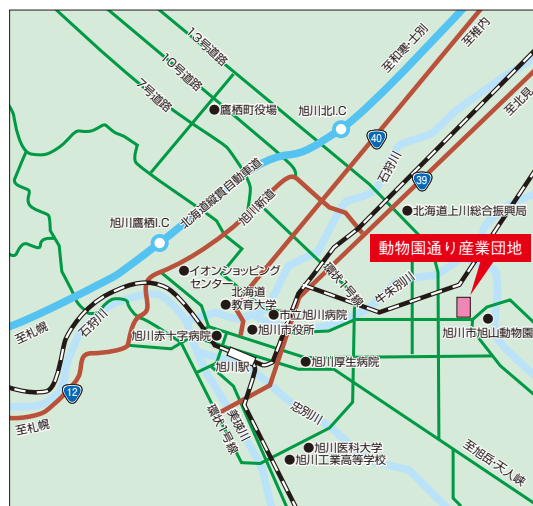 13号道路
10号道路
7号道路
至和寒・士別
至稚内
至北見
鷹栖町役場
旭川北I.C
40
石狩川
39
北海道縦貫自動車道
旭川新道
旭川鷹栖I.C
北海道上川総合振興局
動物園通り産業団地
イオンショッピング
センター
北海道
教育大学
環状1号線
牛朱別川
市立旭川病院
旭川市役所
旭川市旭山動物園
至札幌
石狩川
旭川赤十字病院
旭川駅
旭川厚生病院
12
至札幌
環状1号線
美瑛川
忠別川
旭川医科大学
旭川工業高等学校
至旭岳・天人峡